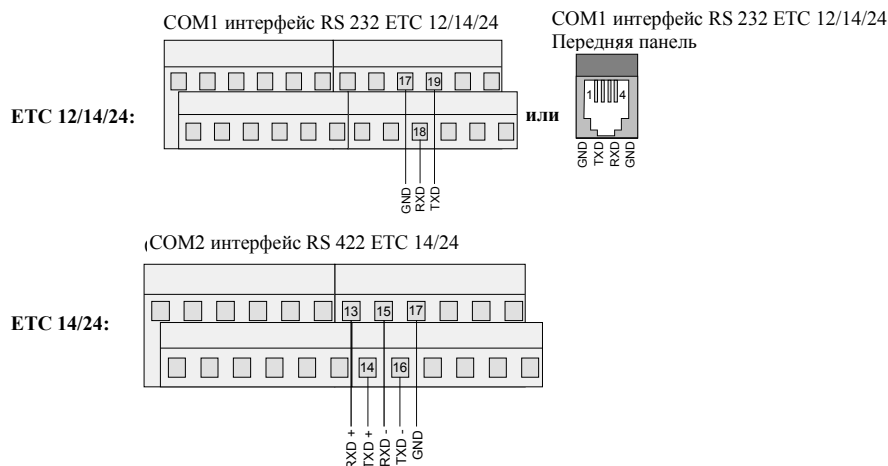 COM1 интерфейс RS 232 ETC 12/14/24
COM1 интерфейс RS 232 ETC 12/14/24
Передняя панель
ETC 12/14/24:
17 19
18
GND
RXD
TXD
или
1 4
GND
TXD
RXD
GND
(COM2 интерфейс RS 422 ETC 14/24
ETC 14/24:
13 15 17
14 16
RXD +
TXD +
RXD -
TXD -
GND